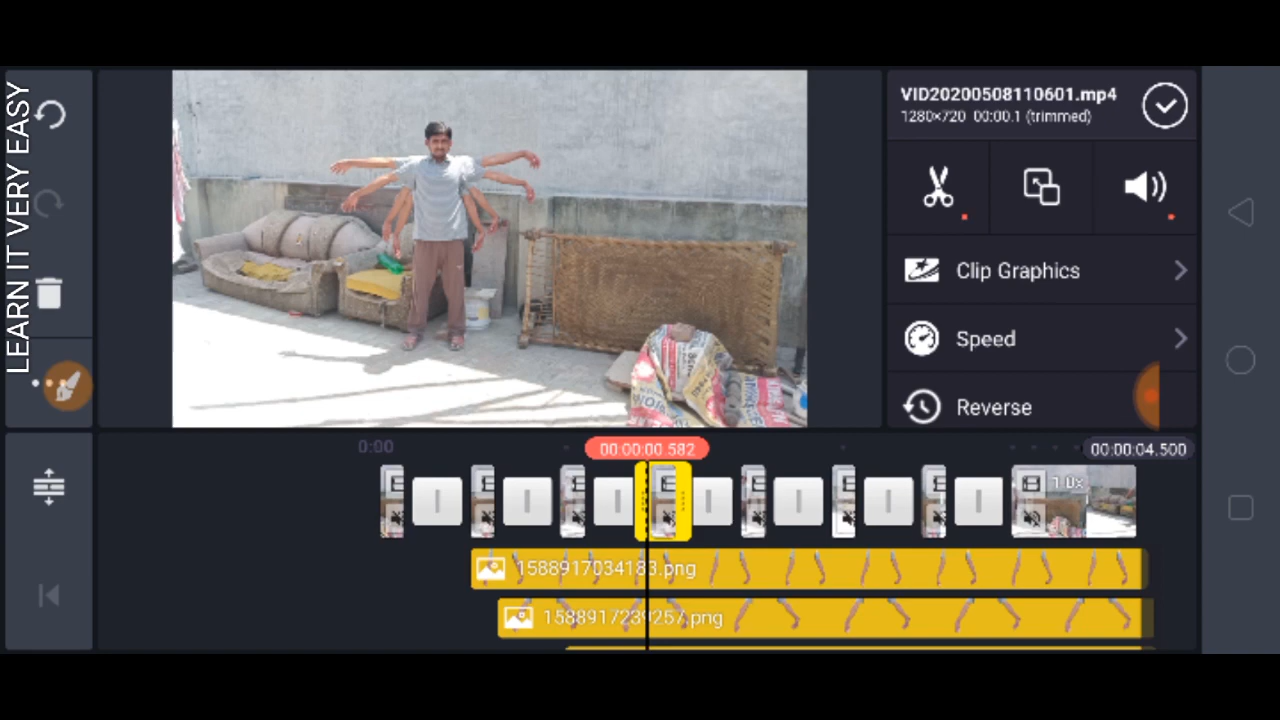 LEARN IT VERY EASY
VID20200508110601.mp4
1280×720 00:00.1 (trimmed)
Clip Graphics
Speed
Reverse
0:00
00:00:00.582
00:00:04.500
1.0x
1588917034183.png
1588917239257.png